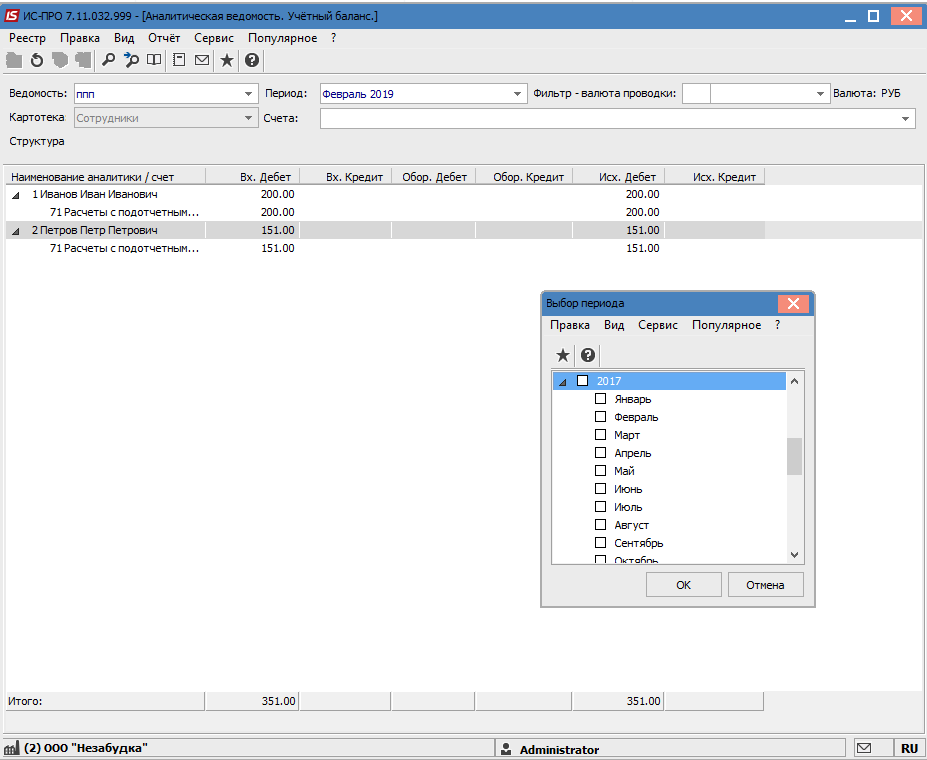 ИС-ПРО 7.11.032.999 - [Аналитическая ведомость. Учётный баланс.]
Реестр Правка Вид Отчёт Сервис Популярное ?
Ведомость: ппп Период: Февраль 2019 Фильтр - валюта проводки: Валюта: РУБ
Картотека: Сотрудники Счета:
Структура
Наименование аналитики / счет Вх. Дебет Вх. Кредит Обор. Дебет Обор. Кредит Исх. Дебет Исх. Кредит
1 Иванов Иван Иванович 200.00 200.00
71 Расчеты с подотчетным... 200.00 200.00
2 Петров Петр Петрович 151.00 151.00
71 Расчеты с подотчетным... 151.00 151.00
Выбор периода
Правка Вид Сервис Популярное ?
2017
Январь
Февраль
Март
Апрель
Май
Июнь
Июль
Август
Сентябрь
Октябрь
ОК Отмена
Итого: 351.00 351.00
(2) ООО "Незабудка" Administrator RU